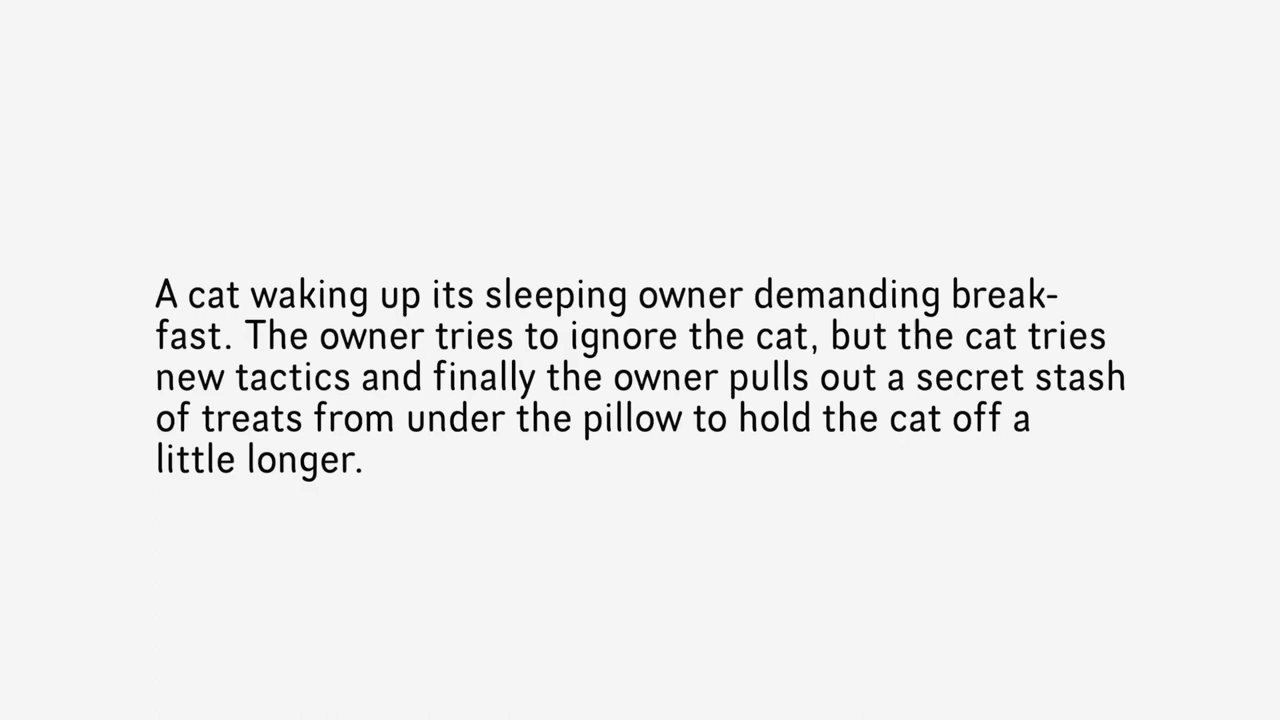 A cat waking up its sleeping owner demanding break-
fast. The owner tries to ignore the cat, but the cat tries
new tactics and finally the owner pulls out a secret stash
of treats from under the pillow to hold the cat off a
little longer.